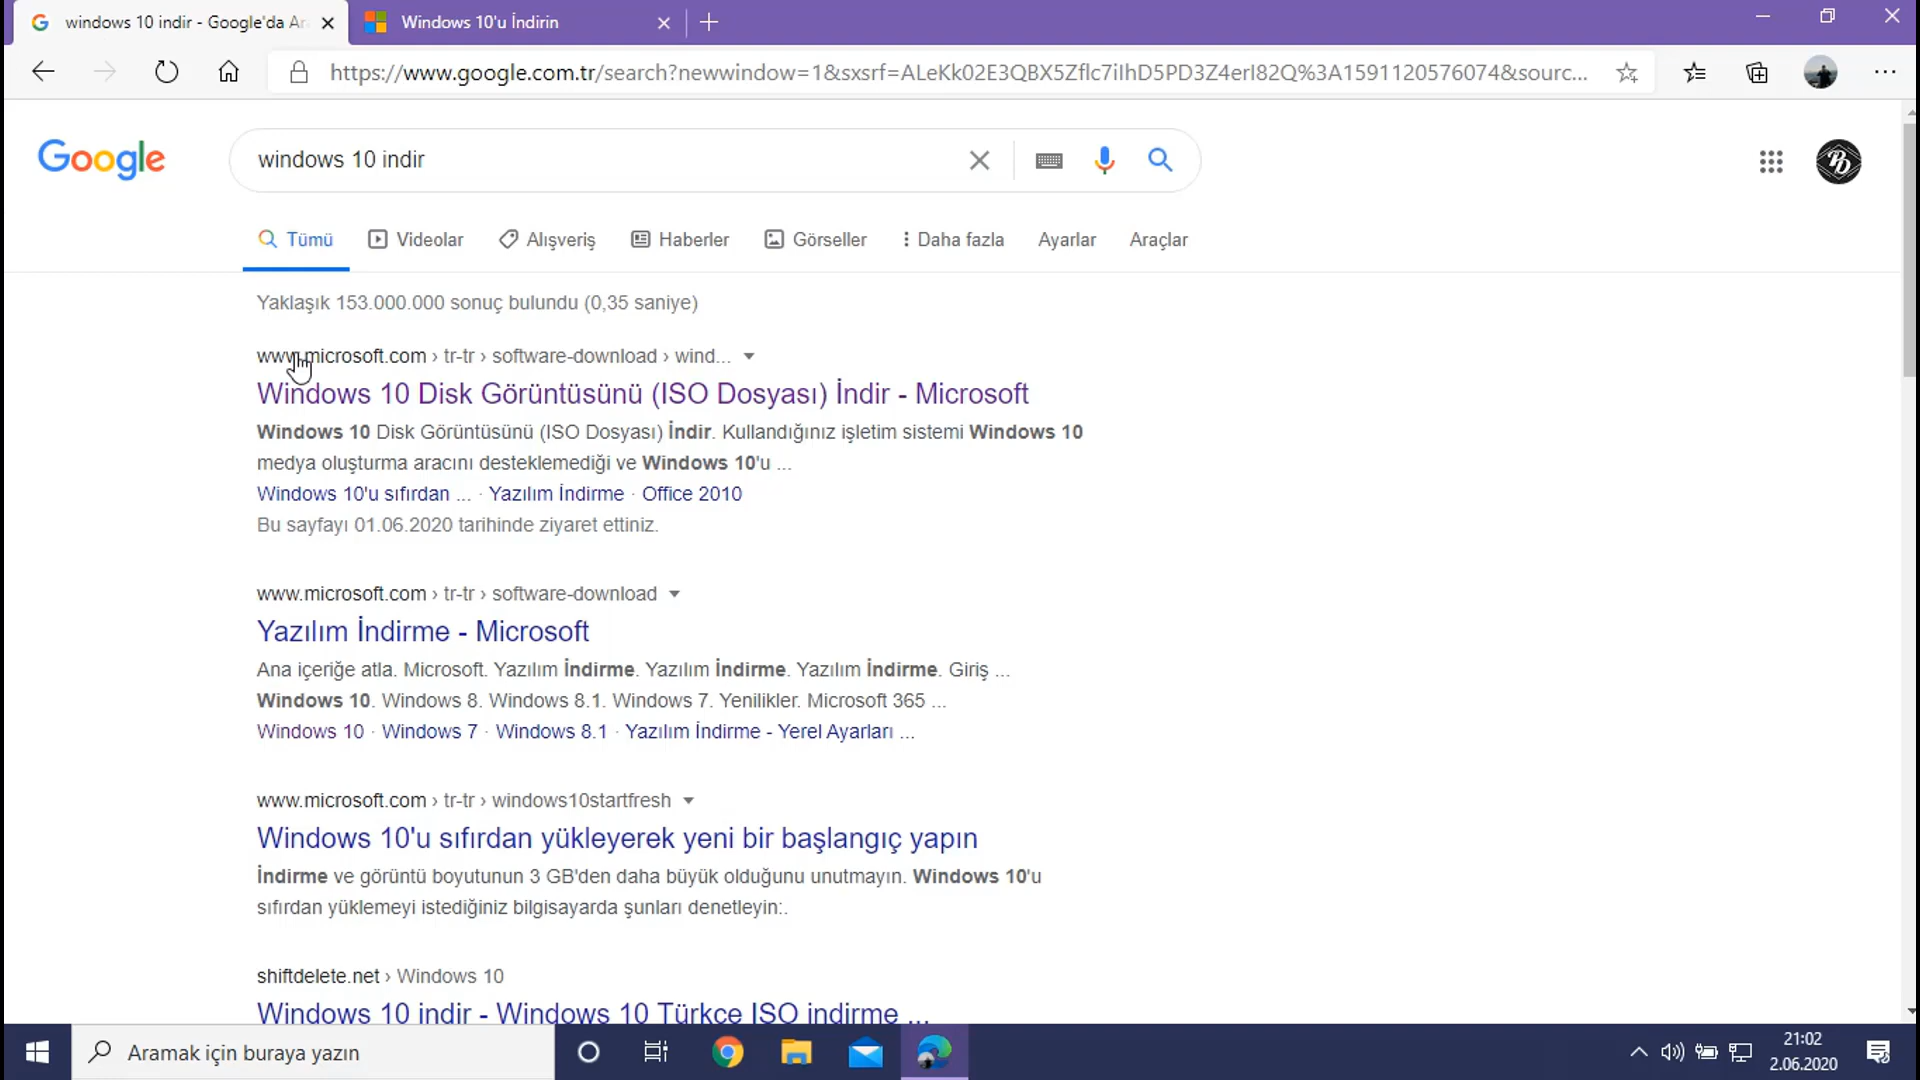 windows 10 indir - Google'da Ar
Windows 10'u İndirin
https://www.google.com.tr/search?newwindow=1&sxsrf=ALeKk02E3QBX5Zflc7iIhD5PD3Z4erI82Q%3A1591120576074&sourc...
Google
windows 10 indir
Tümü
Videolar
Alışveriş
Haberler
Görseller
Daha fazla
Ayarlar
Araçlar
Yaklaşık 153.000.000 sonuç bulundu (0,35 saniye)
www.microsoft.com › tr-tr › software-download › wind...
Windows 10 Disk Görüntüsünü (ISO Dosyası) İndir - Microsoft
Windows 10 Disk Görüntüsünü (ISO Dosyası) İndir. Kullandığınız işletim sistemi Windows 10
medya oluşturma aracını desteklemediği ve Windows 10'u ...
Windows 10'u sıfırdan ... · Yazılım İndirme · Office 2010
Bu sayfayı 01.06.2020 tarihinde ziyaret ettiniz.
www.microsoft.com › tr-tr › software-download
Yazılım İndirme - Microsoft
Ana içeriğe atla. Microsoft. Yazılım İndirme. Yazılım İndirme. Yazılım İndirme. Giriş ...
Windows 10. Windows 8. Windows 8.1. Windows 7. Yenilikler. Microsoft 365 ...
Windows 10 · Windows 7 · Windows 8.1 · Yazılım İndirme - Yerel Ayarları ...
www.microsoft.com › tr-tr › windows10startfresh
Windows 10'u sıfırdan yükleyerek yeni bir başlangıç yapın
İndirme ve görüntü boyutunun 3 GB'den daha büyük olduğunu unutmayın. Windows 10'u
sıfırdan yüklemeyi istediğiniz bilgisayarda şunları denetleyin:.
shiftdelete.net › Windows 10
Windows 10 indir - Windows 10 Türkçe ISO indirme ...
Aramak için buraya yazın
21:02
2.06.2020